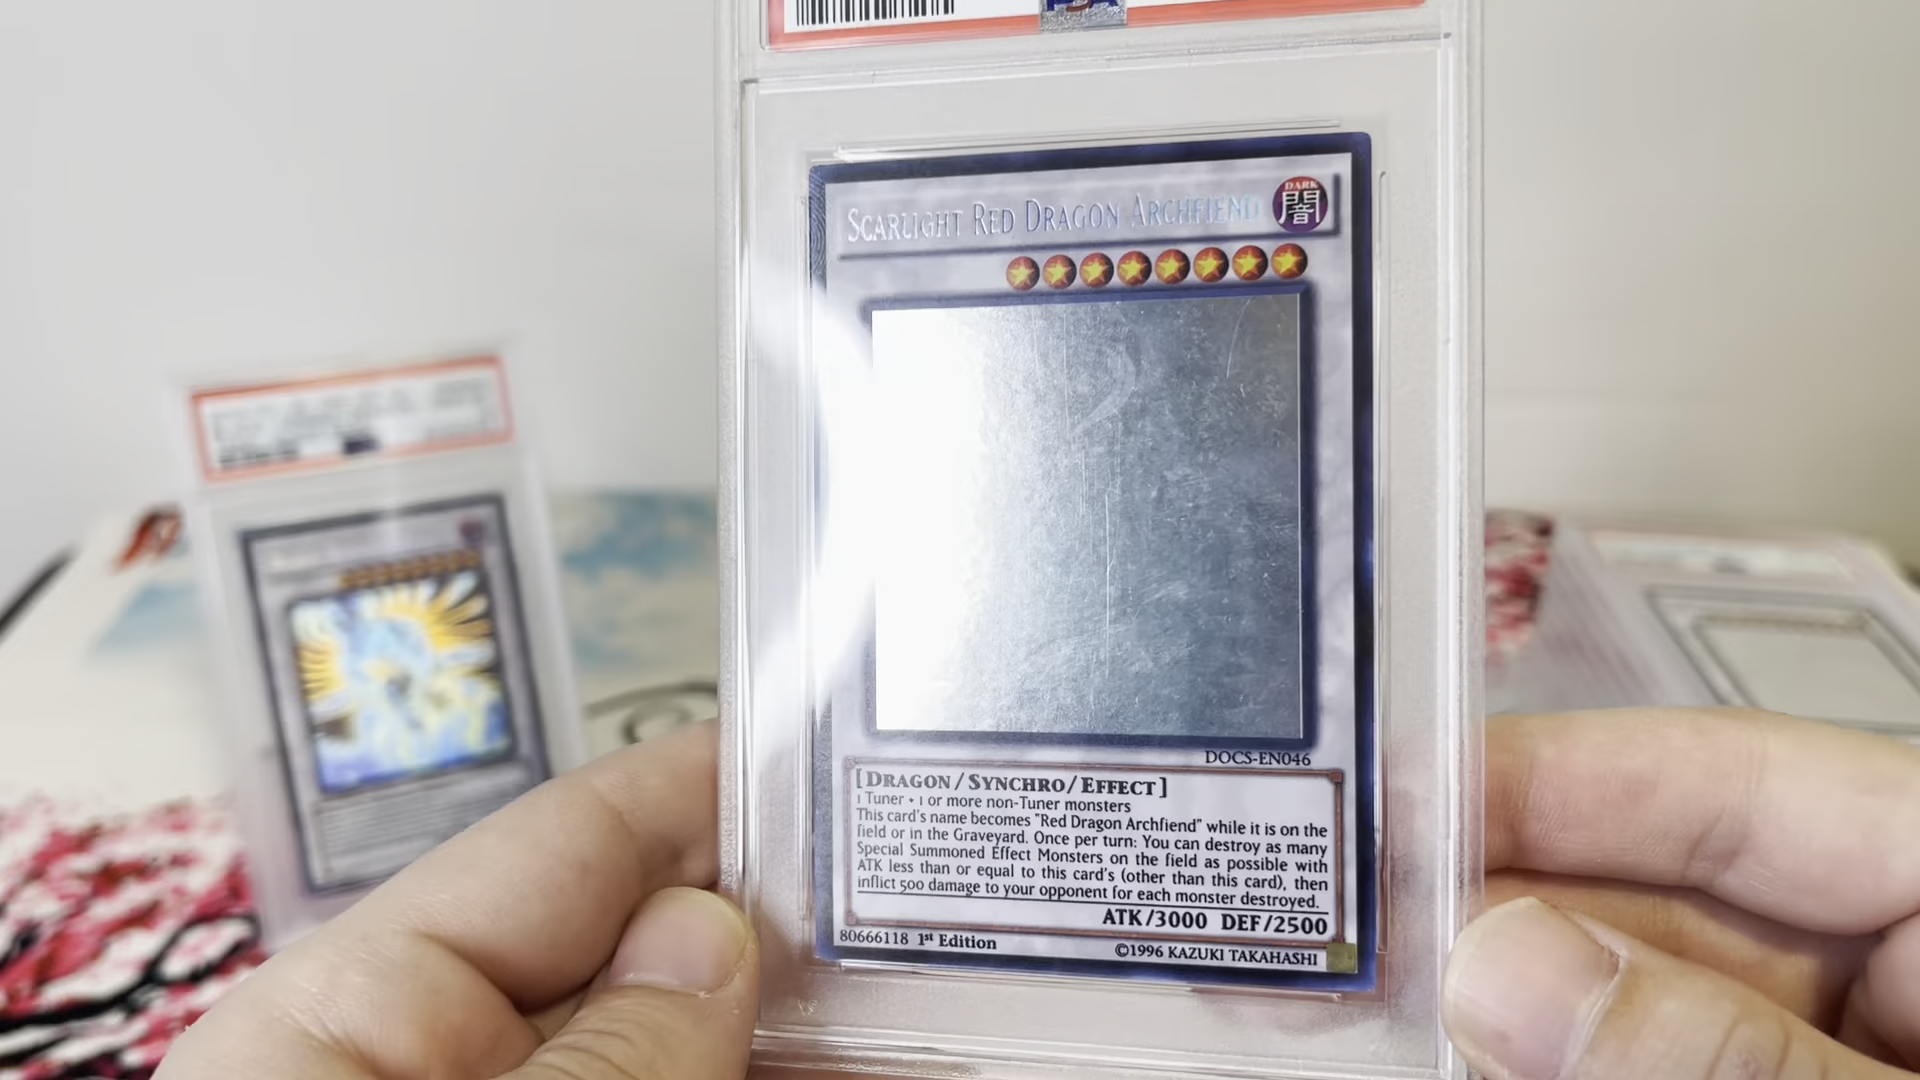 SCARLIGHT RED DRAGON ARCHFIEND
DARK
闇
DOCS-EN046
[DRAGON/SYNCHRO/EFFECT]
1 Tuner + 1 or more non-Tuner monsters
This card's name becomes "Red Dragon Archfiend" while it is on the
field or in the Graveyard. Once per turn: You can destroy as many
Special Summoned Effect Monsters on the field as possible with
ATK less than or equal to this card's (other than this card), then
inflict 500 damage to your opponent for each monster destroyed.
ATK/3000 DEF/2500
80666118 1st Edition
©1996 KAZUKI TAKAHASHI